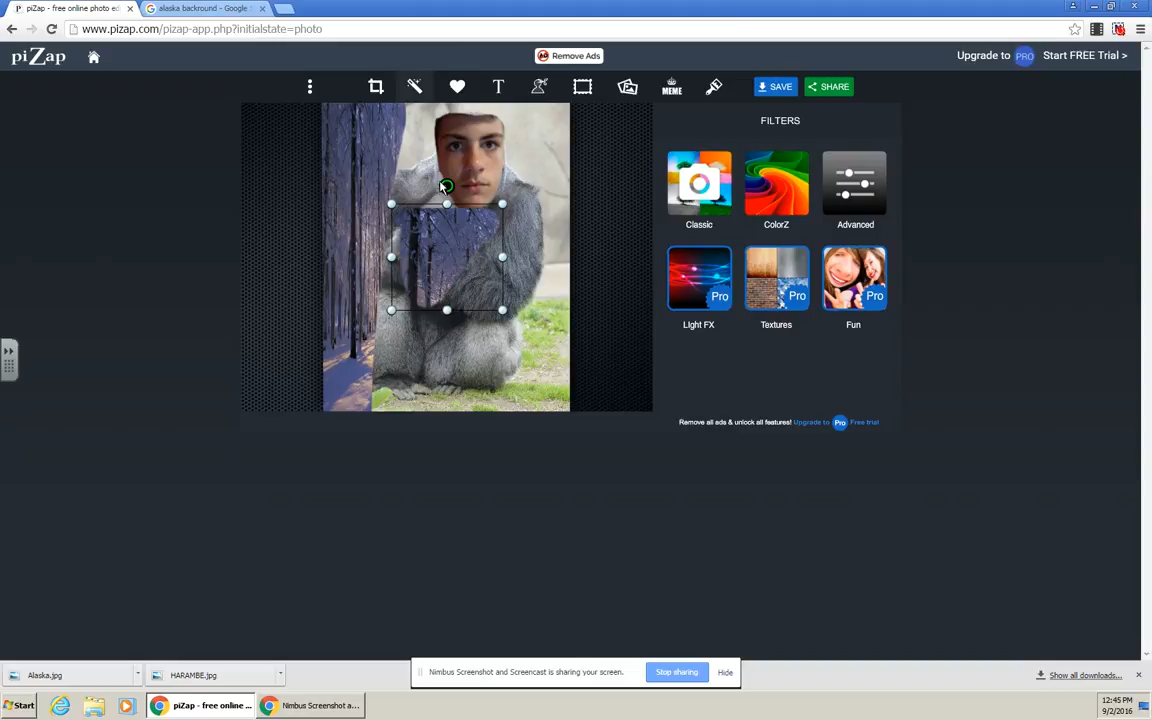 piZap - free online photo ed
alaska backround - Google S
www.pizap.com/pizap-app.php?initialstate=photo
piZap
Remove Ads
Upgrade to PRO Start FREE Trial >
T
MEME
SAVE
SHARE
FILTERS
Classic
ColorZ
Advanced
Pro
Pro
Pro
Light FX
Textures
Fun
Remove all ads & unlock all features! Upgrade to Pro Free trial
Alaska.jpg
HARAMBE.jpg
Nimbus Screenshot and Screencast is sharing your screen.
Stop sharing
Hide
Show all downloads...
Start
piZap - free online ...
Nimbus Screenshot a...
12:45 PM
9/2/2016